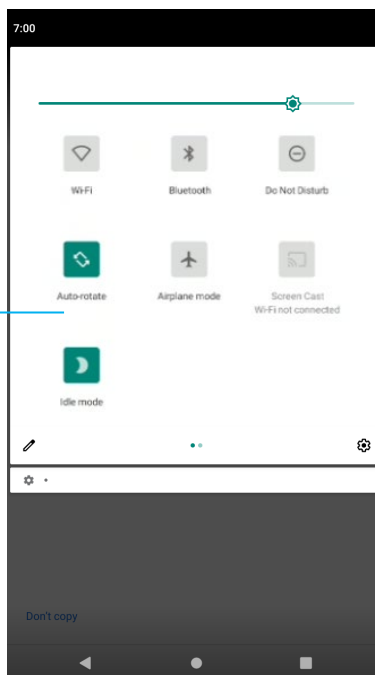 7:00
Wi-Fi
Bluetooth
Do Not Disturb
Auto-rotate
Airplane mode
Screen Cast
Wi-Fi not connected
Idle mode
Don't copy